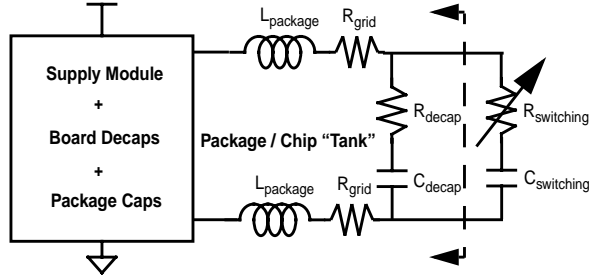 L_package
R_grid
Supply Module
+
Board Decaps
+
Package Caps
Package / Chip “Tank”
R_decap
R_switching
C_decap
C_switching
L_package
R_grid